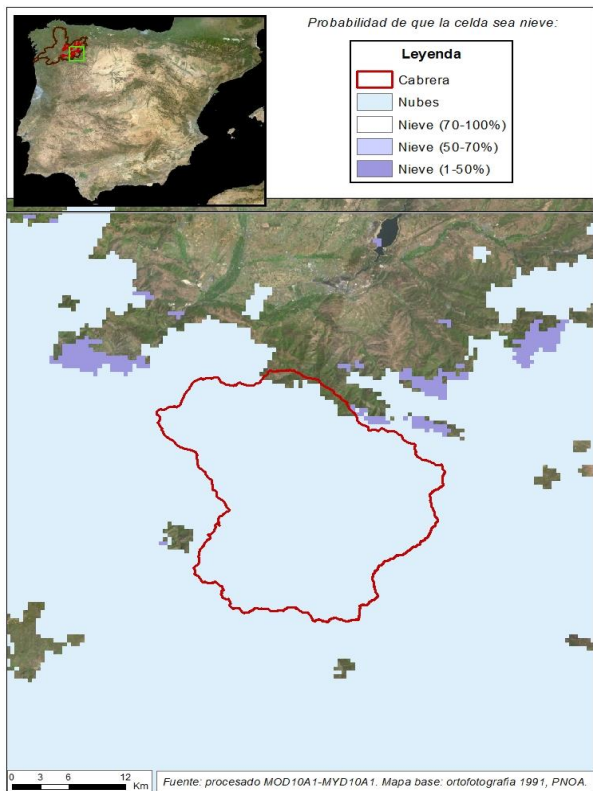 Probabilidad de que la celda sea nieve:
Leyenda
Cabrera
Nubes
Nieve (70-100%)
Nieve (50-70%)
Nieve (1-50%)
0 3 6 12
Km
Fuente: procesado MOD10A1-MYD10A1. Mapa base: ortofotografía 1991, PNOA.